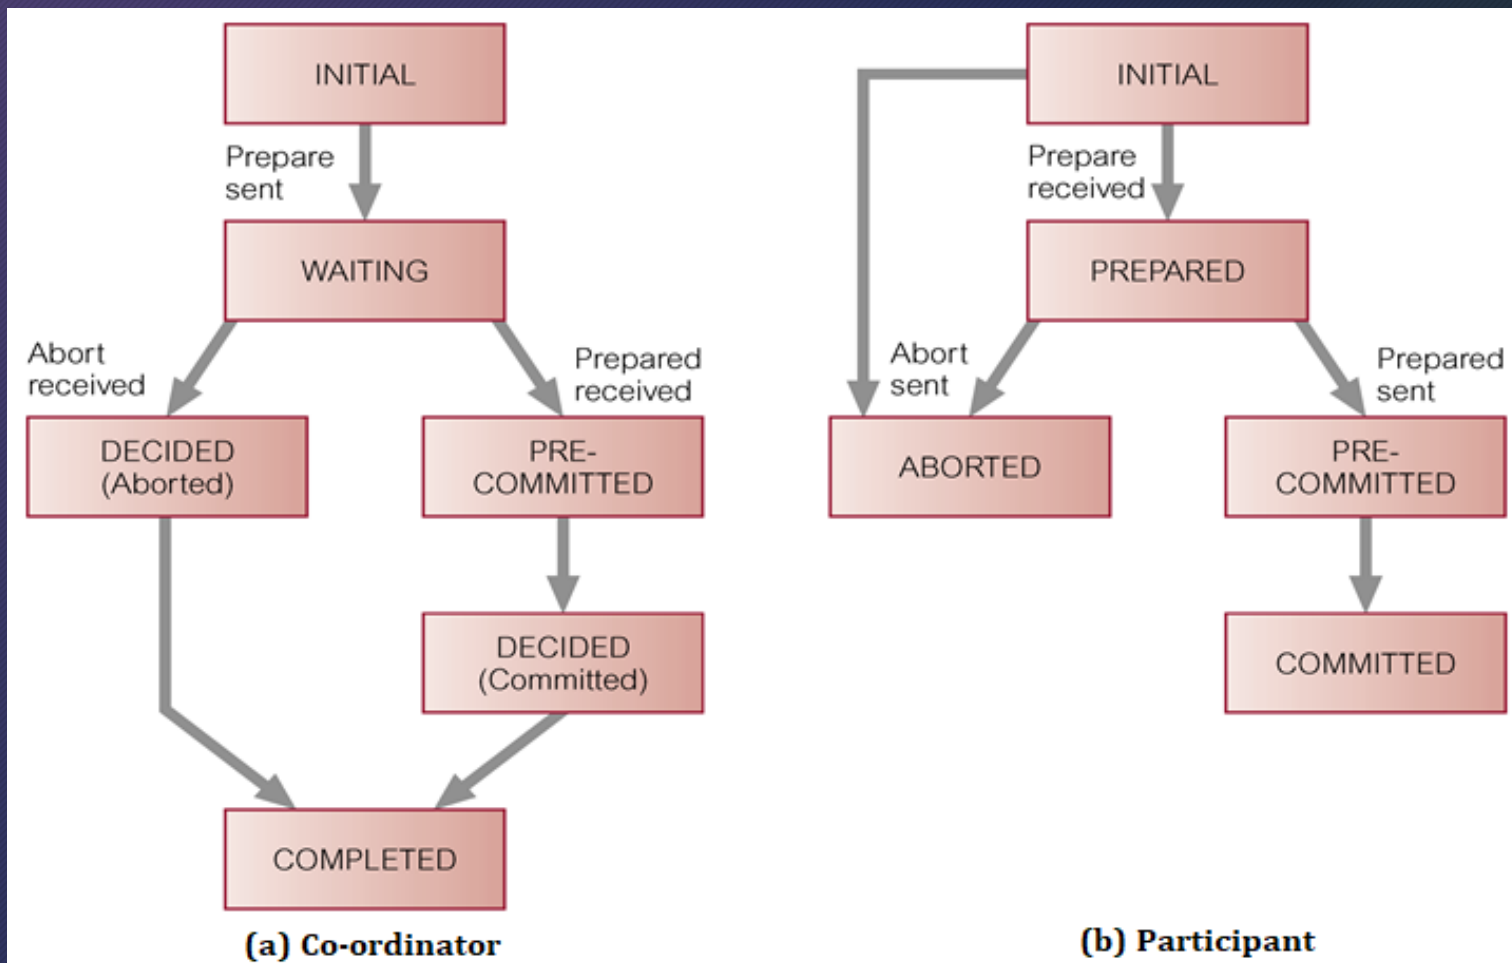 INITIAL
Prepare
sent
WAITING
Abort
received
Prepared
received
DECIDED
(Aborted)
PRE-
COMMITTED
DECIDED
(Committed)
COMPLETED
(a) Co-ordinator
INITIAL
Prepare
received
PREPARED
Abort
sent
Prepared
sent
ABORTED
PRE-
COMMITTED
COMMITTED
(b) Participant